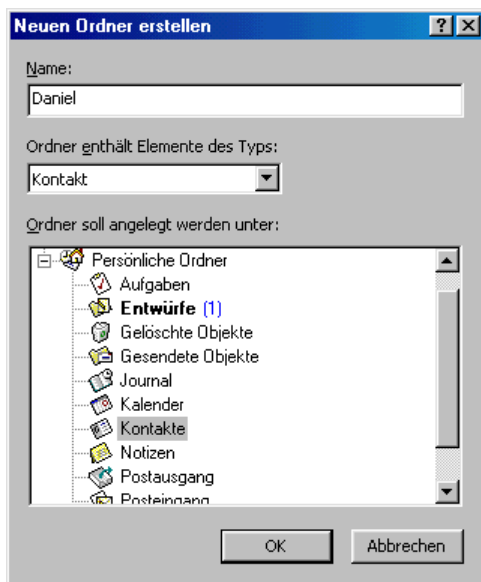 Neuen Ordner erstellen
Name:
Daniel
Ordner enthält Elemente des Typs:
Kontakt
Ordner soll angelegt werden unter:
Persönliche Ordner
Aufgaben
Entwürfe (1)
Gelöschte Objekte
Gesendete Objekte
Journal
Kalender
Kontakte
Notizen
Postausgang
Posteingang
OK Abbrechen